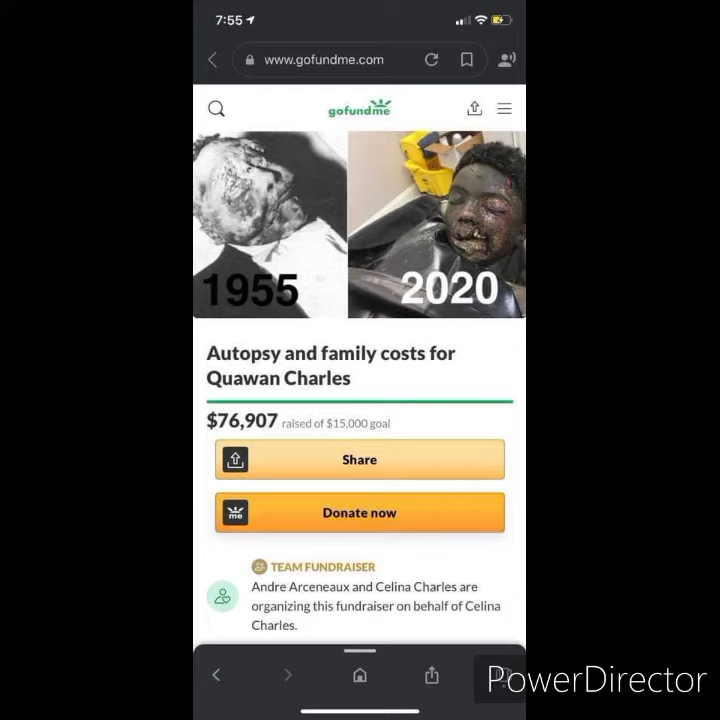 7:55
www.gofundme.com
gofundme
1955
2020
Autopsy and family costs for
Quawan Charles
$76,907 raised of $15,000 goal
Share
me
Donate now
TEAM FUNDRAISER
Andre Arceneaux and Celina Charles are
organizing this fundraiser on behalf of Celina
Charles.
PowerDirector